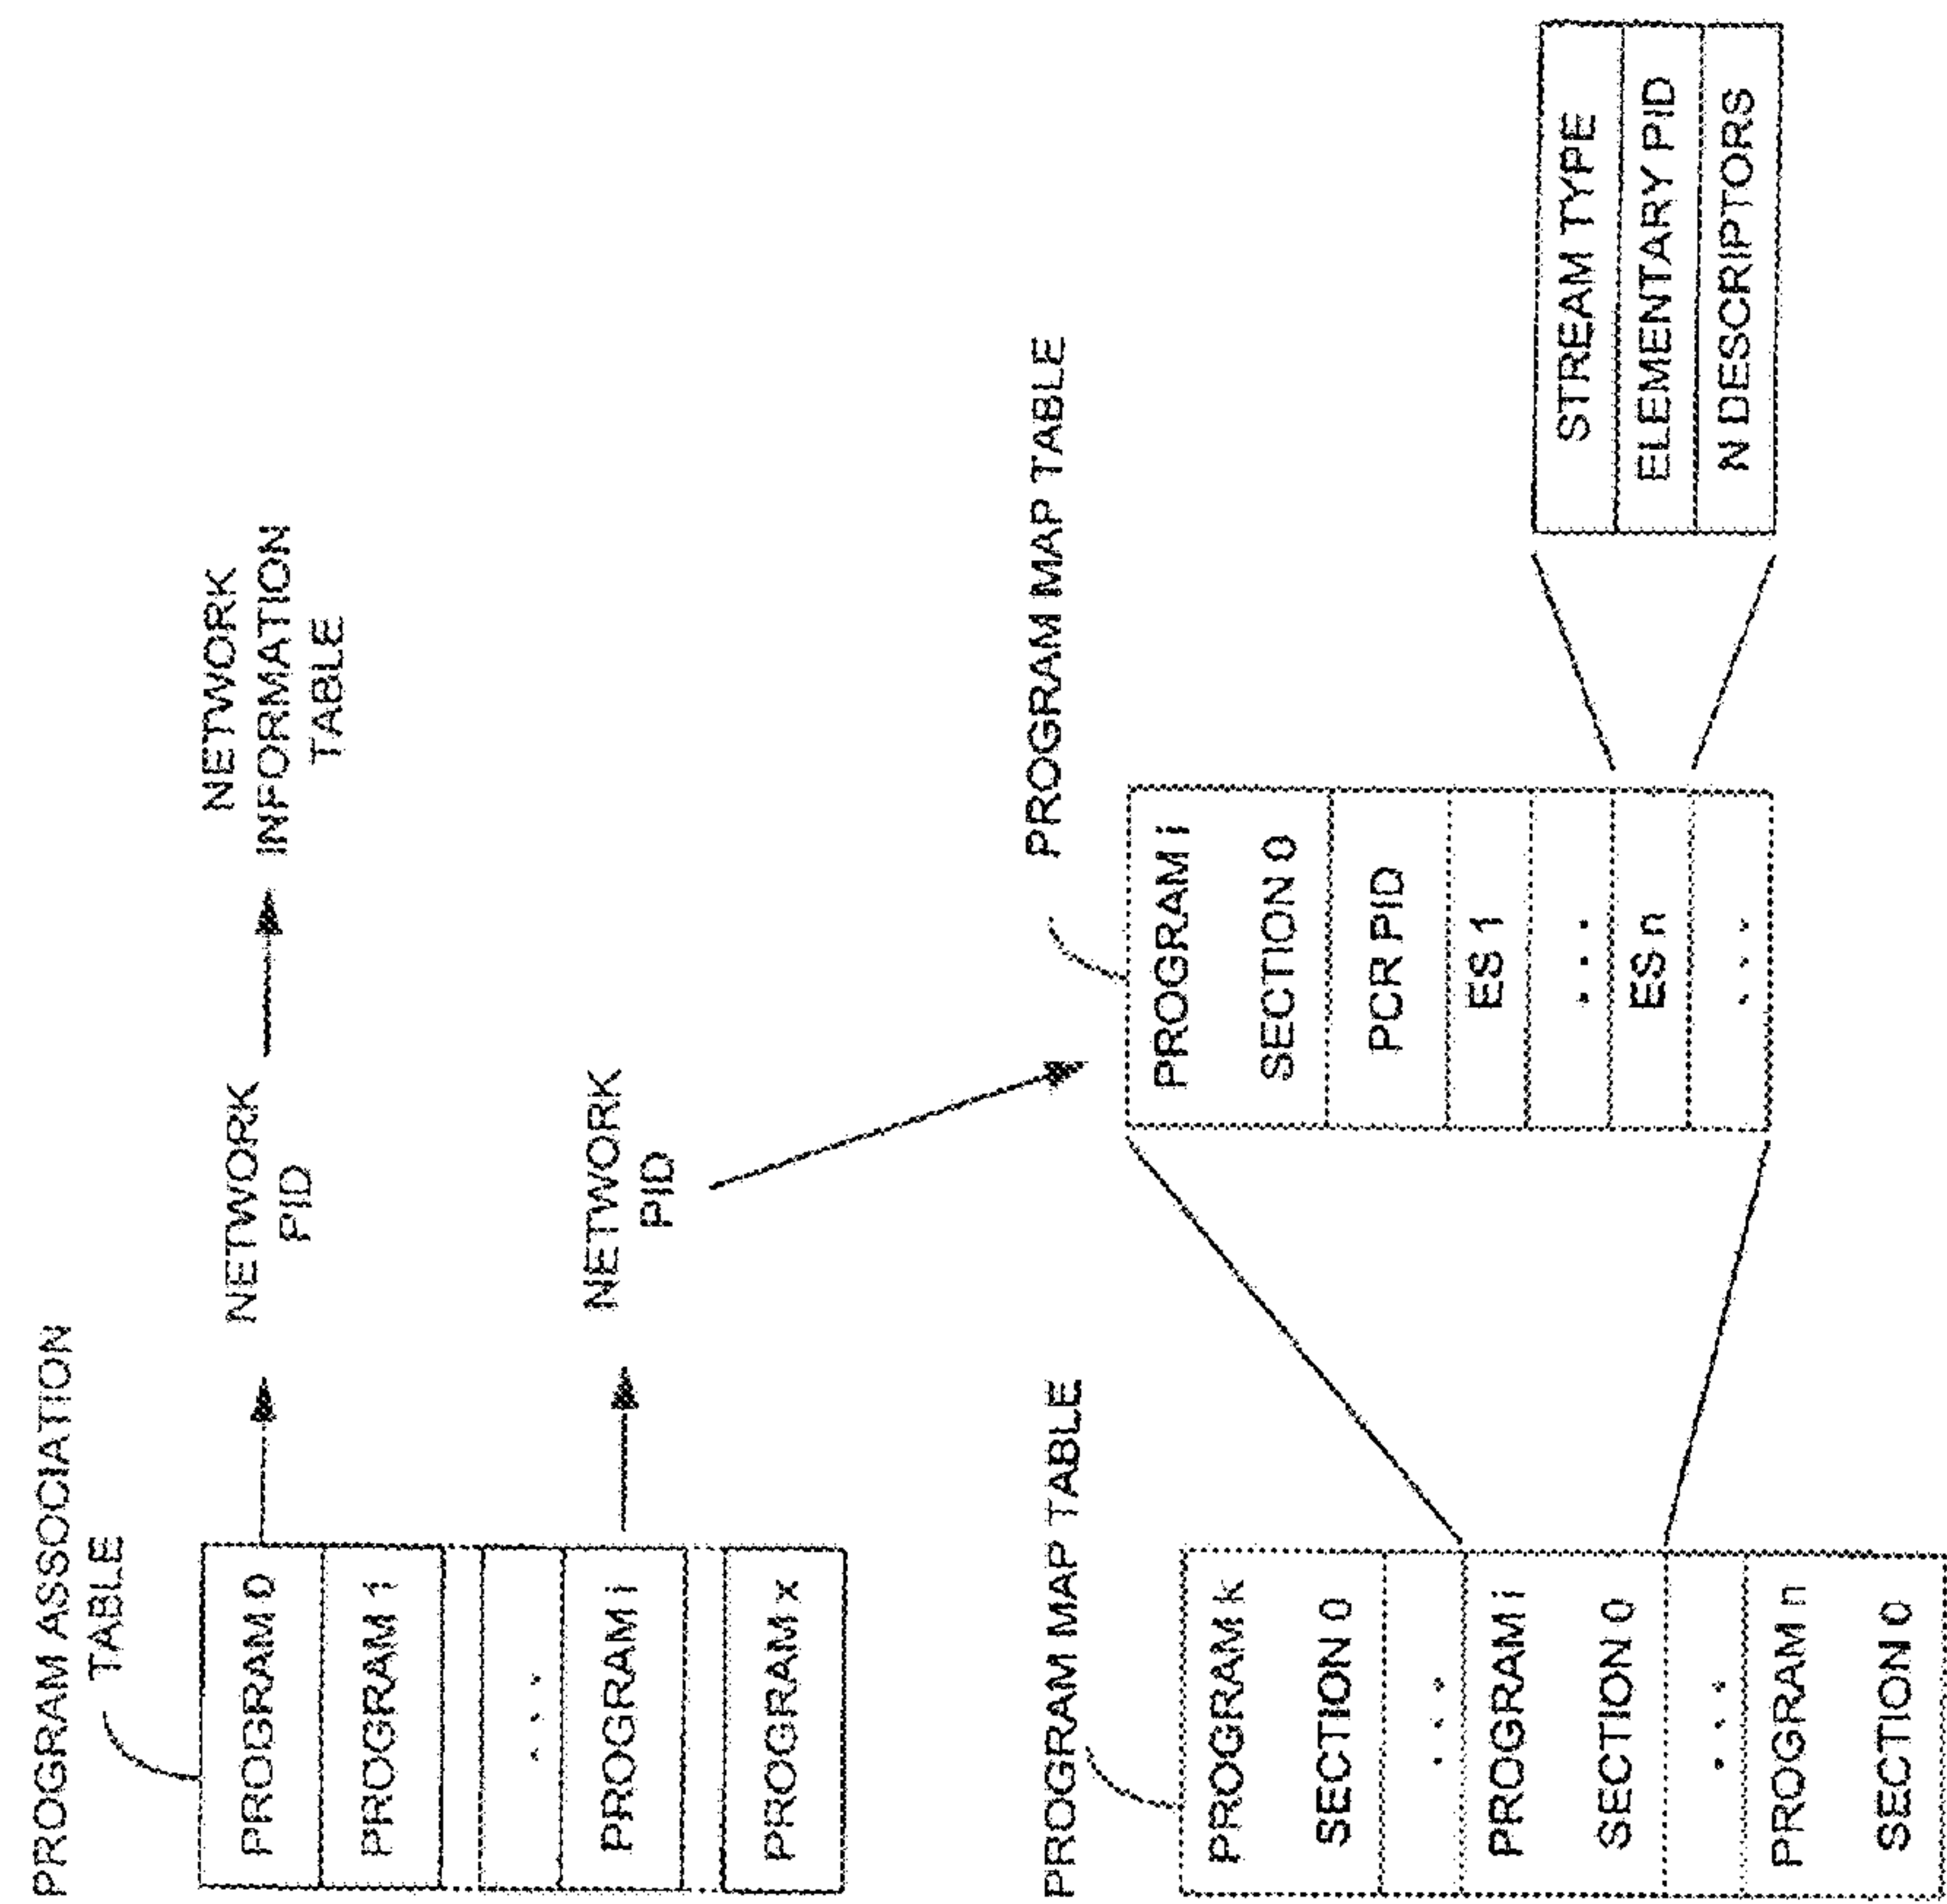 PROGRAM ASSOCIATION
TABLE
PROGRAM 0
PROGRAM 1
. . .
PROGRAM i
PROGRAM x
NETWORK
PID
NETWORK
INFORMATION
TABLE
NETWORK
PID
PROGRAM MAP TABLE
PROGRAM k
SECTION 0
. . .
PROGRAM i
SECTION 0
. . .
PROGRAM n
SECTION 0
PROGRAM MAP TABLE
PROGRAM i
SECTION 0
PCR PID
ES 1
. . .
ES n
. . .
STREAM TYPE
ELEMENTARY PID
N DESCRIPTORS